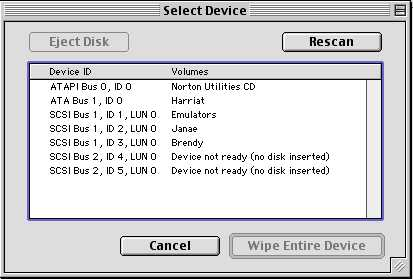 Select Device
Eject Disk
Rescan
Device ID Volumes
ATAPI Bus 0, ID 0 Norton Utilities CD
ATA Bus 1, ID 0 Harriat
SCSI Bus 1, ID 1, LUN 0 Emulators
SCSI Bus 1, ID 2, LUN 0 Janae
SCSI Bus 1, ID 3, LUN 0 Brendy
SCSI Bus 2, ID 4, LUN 0 Device not ready (no disk inserted)
SCSI Bus 2, ID 5, LUN 0 Device not ready (no disk inserted)
Cancel
Wipe Entire Device